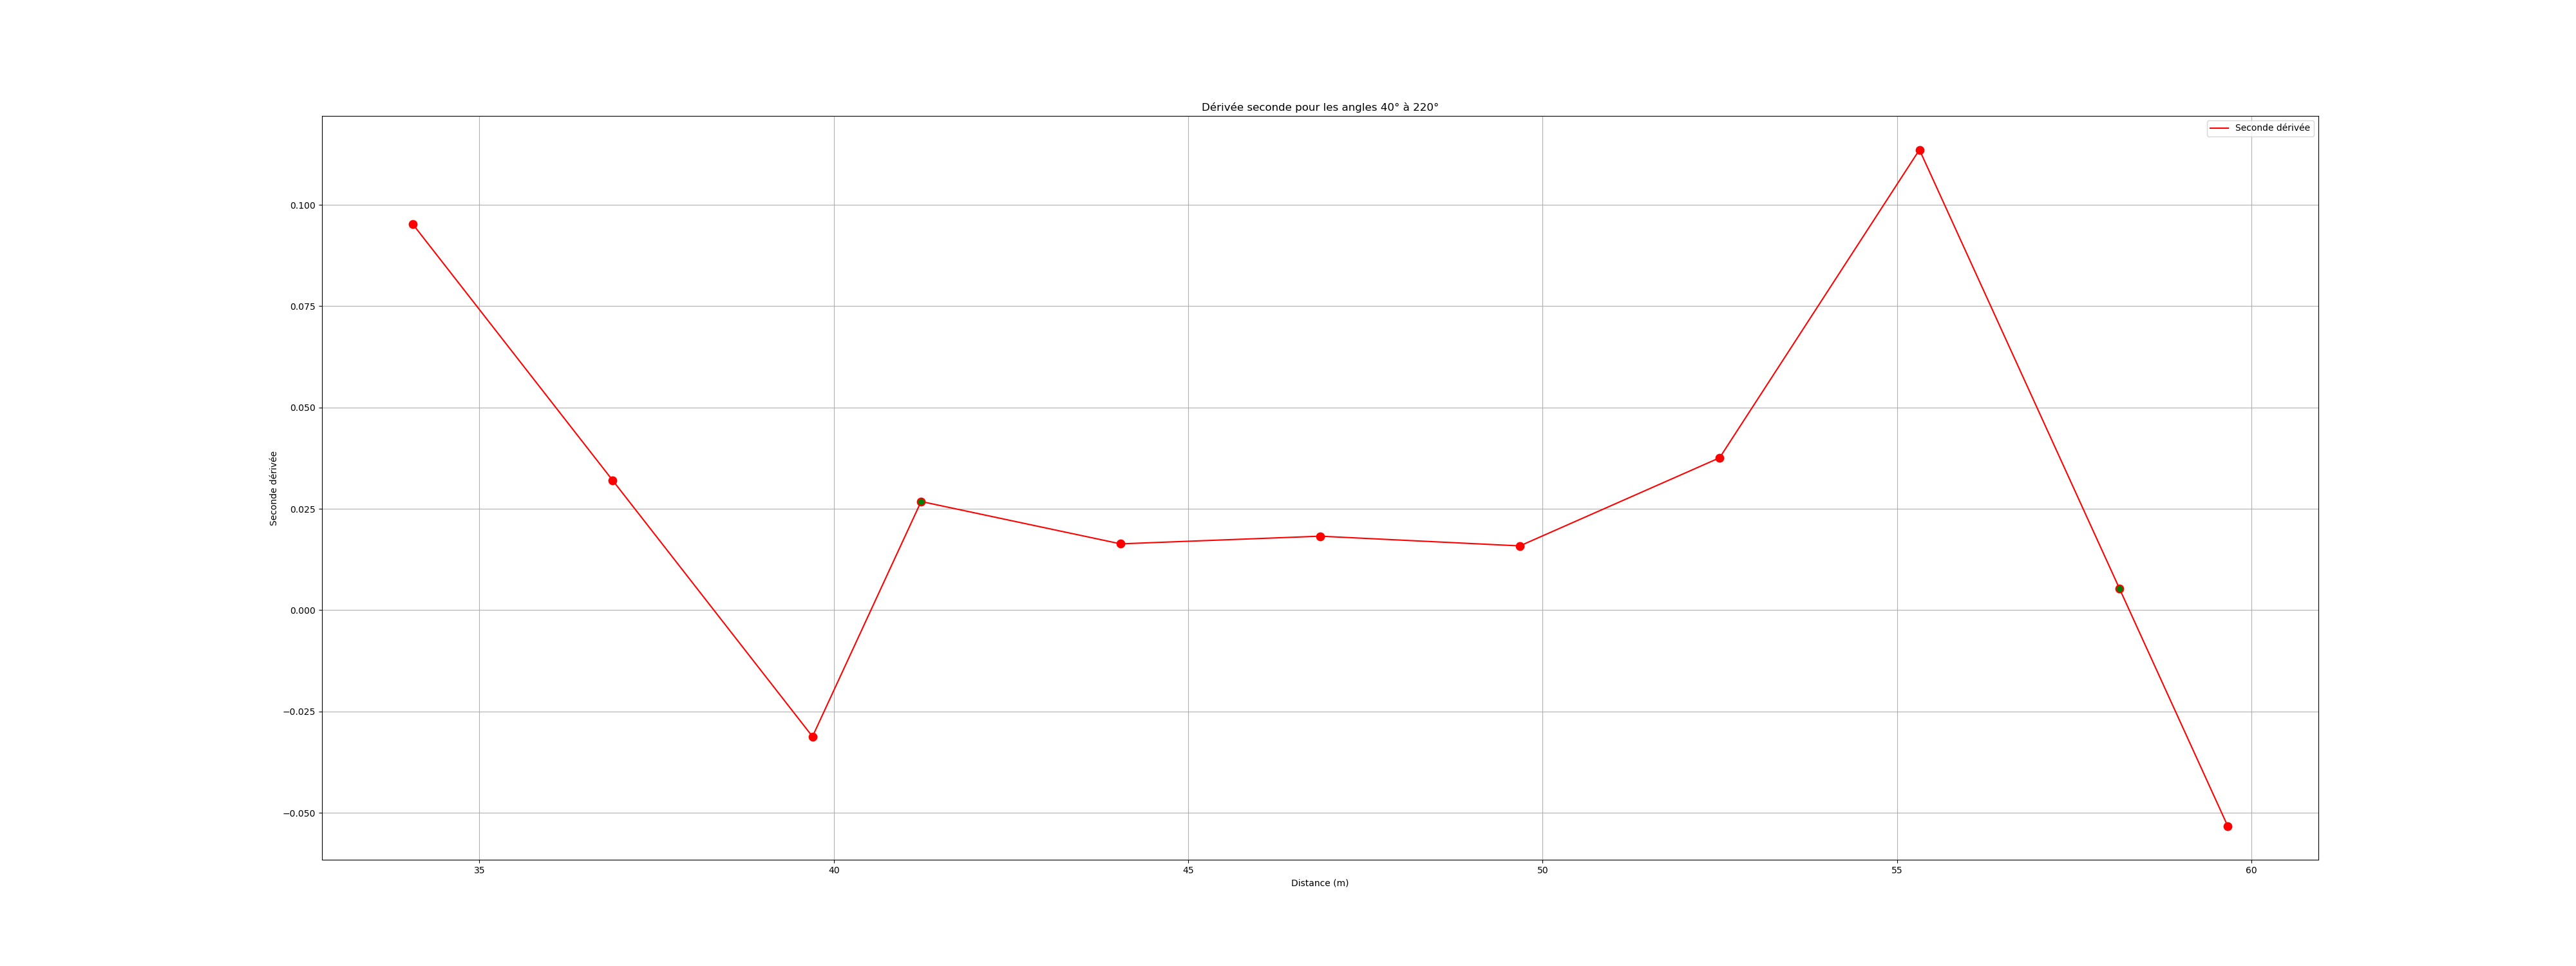 Dérivée seconde pour les angles 40° à 220°
Seconde dérivée
0.100
0.075
0.050
0.025
0.000
−0.025
−0.050
Seconde dérivée
35 40 45 50 55 60
Distance (m)